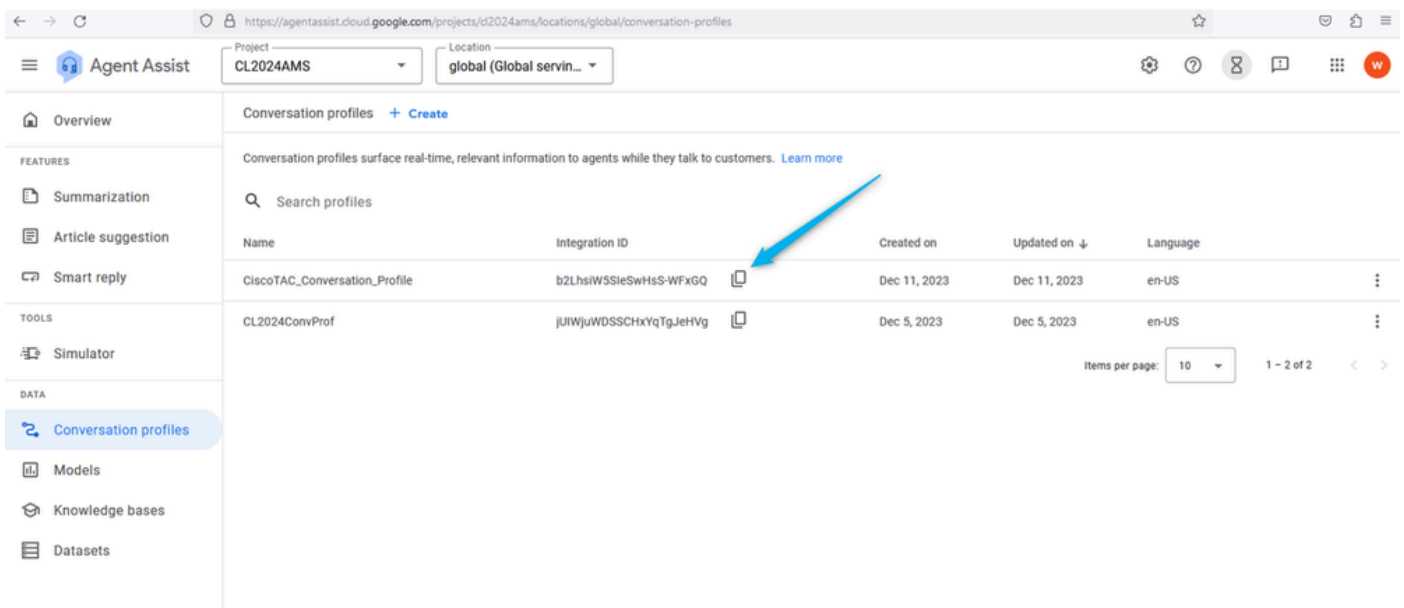 https://agentassist.cloud.google.com/projects/cl2024ams/locations/global/conversation-profiles
Agent Assist
Project
CL2024AMS
Location
global (Global servin...
W
Overview
Conversation profiles + Create
FEATURES
Conversation profiles surface real-time, relevant information to agents while they talk to customers. Learn more
Summarization
Search profiles
Article suggestion
Name Integration ID Created on Updated on ↓ Language
Smart reply
CiscoTAC_Conversation_Profile b2LhsiW5SIeSwHsS-WFxGQ Dec 11, 2023 Dec 11, 2023 en-US
TOOLS
CL2024ConvProf jUIWjuWDSSCHxYqTgJeHVg Dec 5, 2023 Dec 5, 2023 en-US
Simulator
Items per page: 10 1 – 2 of 2
DATA
Conversation profiles
Models
Knowledge bases
Datasets